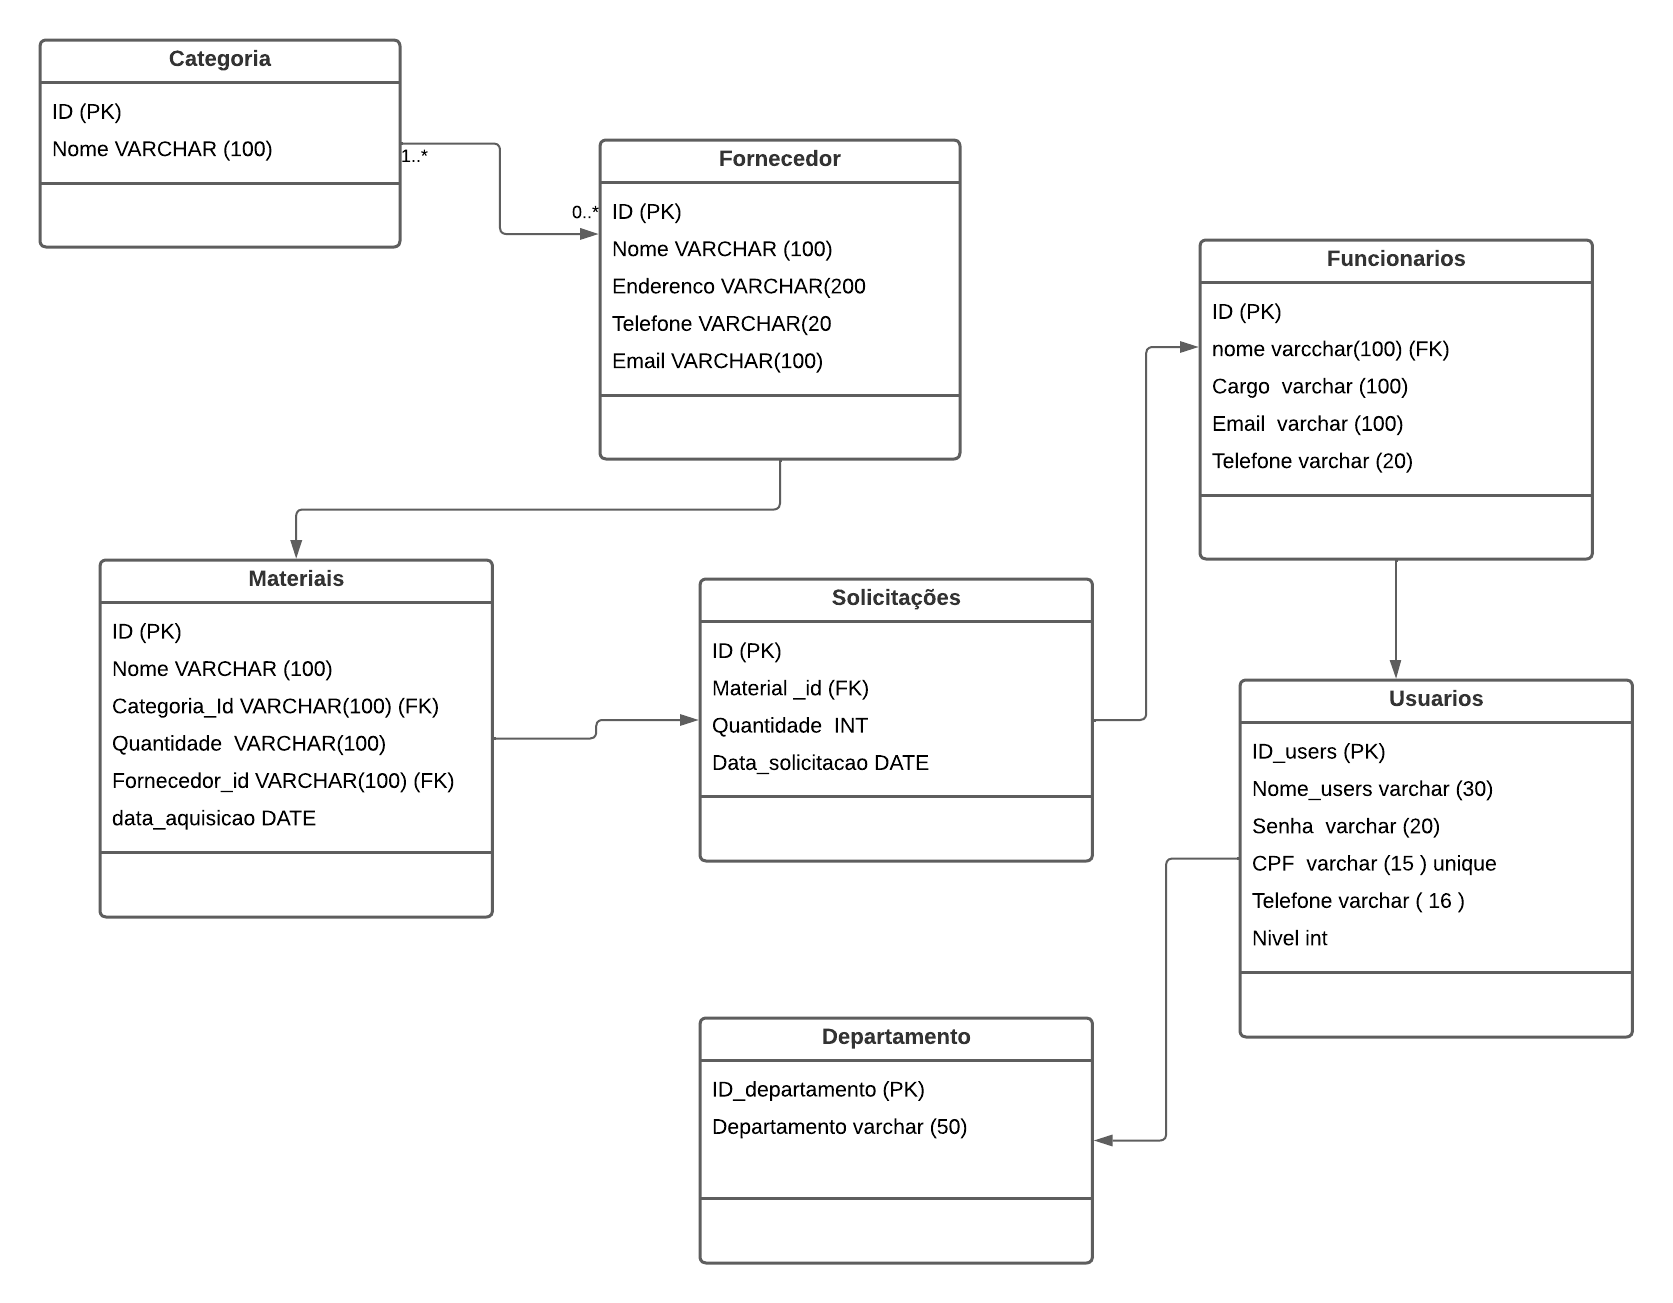 Categoria
ID (PK)
Nome VARCHAR (100)
1..*
0..*
Fornecedor
ID (PK)
Nome VARCHAR (100)
Enderenco VARCHAR(200
Telefone VARCHAR(20
Email VARCHAR(100)
Funcionarios
ID (PK)
nome varcchar(100) (FK)
Cargo  varchar (100)
Email  varchar (100)
Telefone varchar (20)
Materiais
ID (PK)
Nome VARCHAR (100)
Categoria_Id VARCHAR(100) (FK)
Quantidade  VARCHAR(100)
Fornecedor_id VARCHAR(100) (FK)
data_aquisicao DATE
Solicitações
ID (PK)
Material _id (FK)
Quantidade  INT
Data_solicitacao DATE
Usuarios
ID_users (PK)
Nome_users varchar (30)
Senha  varchar (20)
CPF  varchar (15 ) unique
Telefone varchar ( 16 )
Nivel int
Departamento
ID_departamento (PK)
Departamento varchar (50)